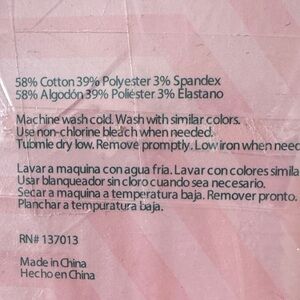 58% Cotton 39% Polyester 3% Spandex
58% Algodón 39% Poliéster 3% Elastano
Machine wash cold. Wash with similar colors.
Use non-chlorine bleach when needed.
Tumble dry low. Remove promptly. Low iron when need
Lavar a maquina con agua fria. Lavar con colores simila
Usar blanqueador sin cloro cuando sea necesario.
Secar a maquina a temperatura baja. Remover pronto.
Planchar a tempuratura baja.
RN# 137013
Made in China
Hecho en China